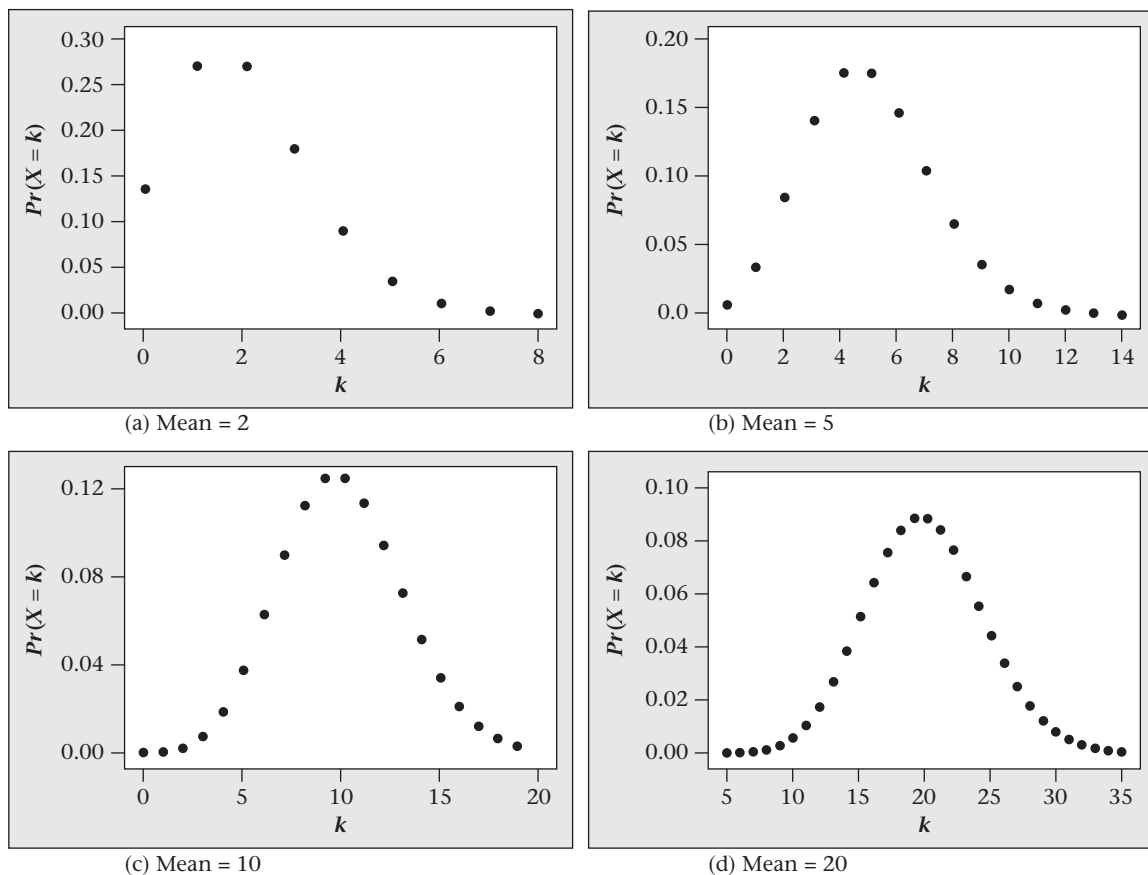 0.30
0.25
0.20
0.15
0.10
0.05
0.00
Pr(X = k)
0 2 4 6 8
k
(a) Mean = 2
0.20
0.15
0.10
0.05
0.0
Pr(X = k)
0 2 4 6 8 10 12 14
k
(b) Mean = 5
0.12
0.08
0.04
0.00
Pr(X = k)
0 5 10 15 20
k
(c) Mean = 10
0.10
0.08
0.06
0.04
0.02
0.00
Pr(X = k)
5 10 15 20 25 30 35
k
(d) Mean = 20